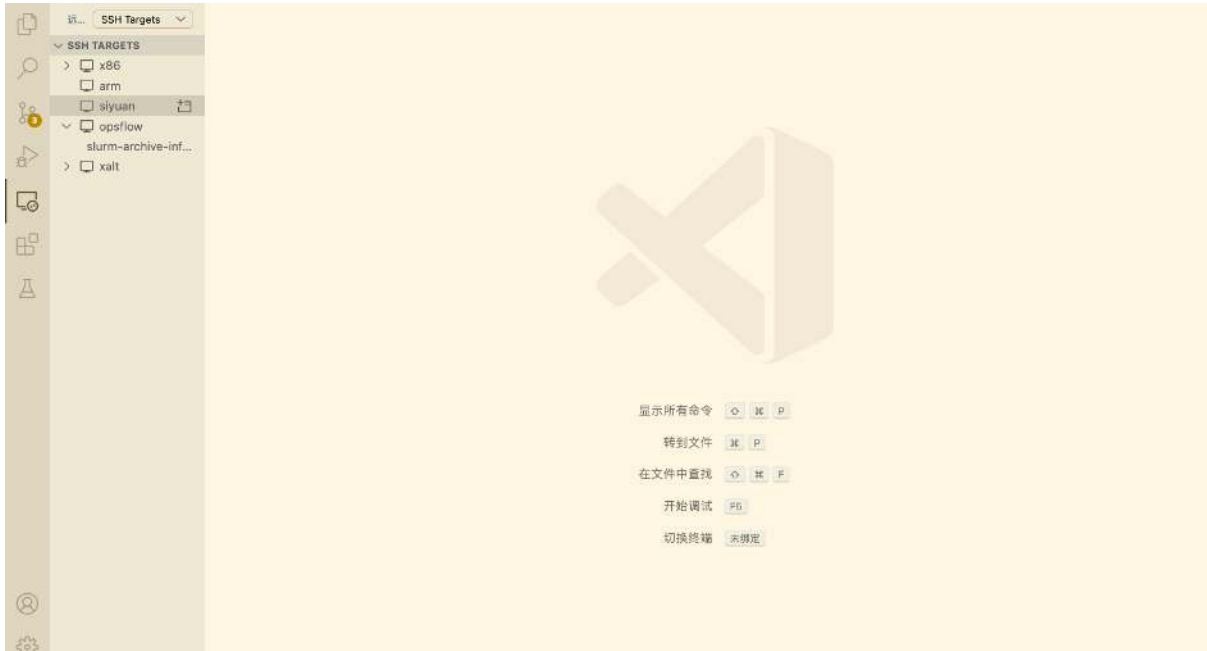 远... SSH Targets
SSH TARGETS
x86
arm
siyuan
3
opsflow
slurm-archive-inf...
xalt
显示所有命令 ⇧ ⌘ P
转到文件 ⌘ P
在文件中查找 ⇧ ⌘ F
开始调试 F5
切换终端 未绑定